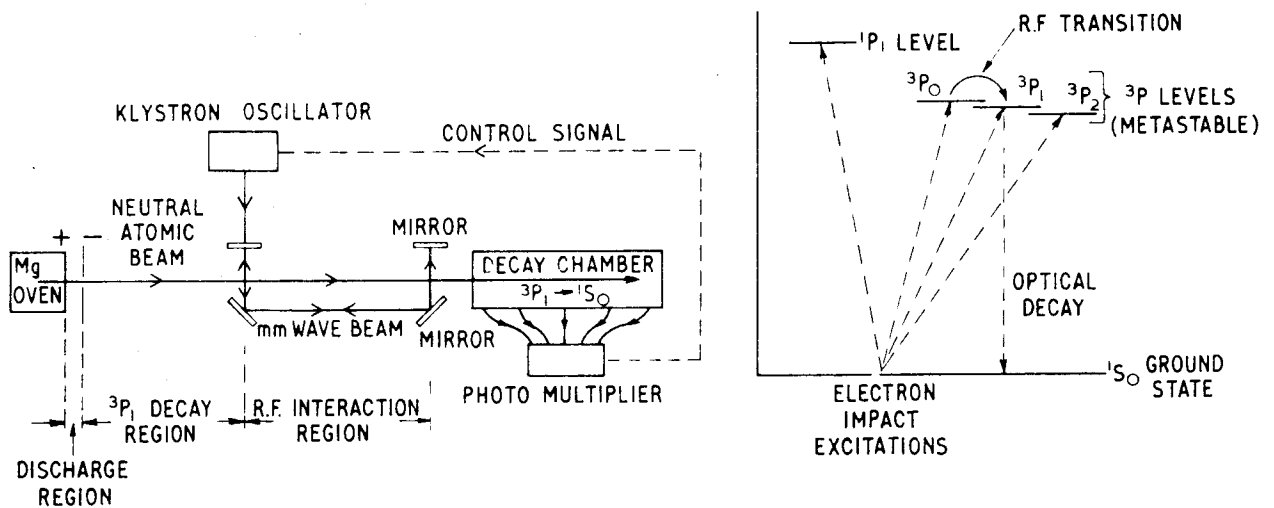 KLYSTRON OSCILLATOR
CONTROL SIGNAL
NEUTRAL
ATOMIC
BEAM
+ −
Mg
OVEN
MIRROR
DECAY CHAMBER
³P₁ → ¹S₀
mm WAVE BEAM
MIRROR
PHOTO MULTIPLIER
³P₁ DECAY
REGION
R.F. INTERACTION
REGION
DISCHARGE
REGION
R.F TRANSITION
¹P₁ LEVEL
³P₀
³P₁
³P₂
³P LEVELS
(METASTABLE)
OPTICAL
DECAY
¹S₀ GROUND
STATE
ELECTRON
IMPACT
EXCITATIONS